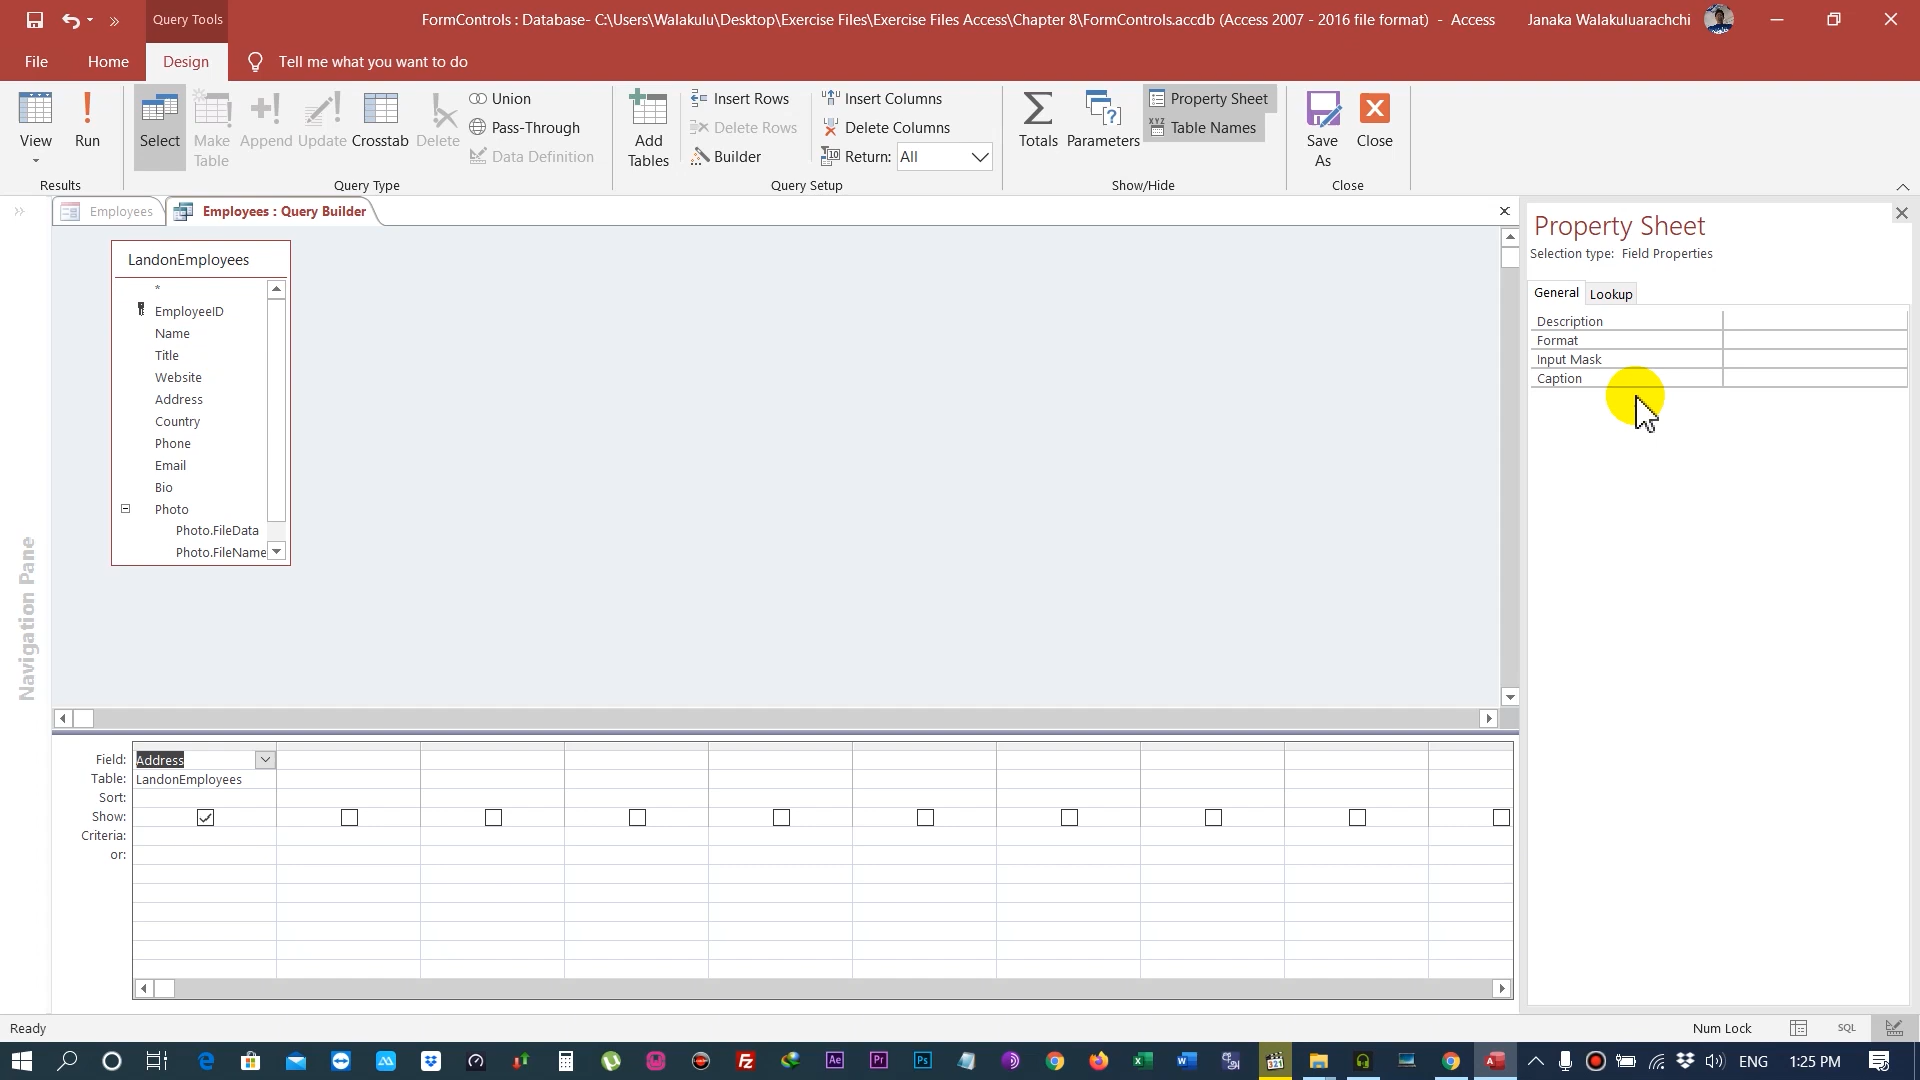 Query Tools
FormControls : Database- C:\Users\Walakulu\Desktop\Exercise Files\Exercise Files Access\Chapter 8\FormControls.accdb (Access 2007 - 2016 file format)  -  Access
Janaka Walakuluarachchi
File
Home
Design
Tell me what you want to do
View
Run
Results
Select
Make Table
Append
Update
Crosstab
Delete
Union
Pass-Through
Data Definition
Query Type
Add Tables
Insert Rows
Delete Rows
Builder
Insert Columns
Delete Columns
Return: All
Query Setup
Totals
Parameters
Property Sheet
Table Names
Show/Hide
Save As
Close
Close
Employees
Employees : Query Builder
Navigation Pane
LandonEmployees
*
EmployeeID
Name
Title
Website
Address
Country
Phone
Email
Bio
Photo
Photo.FileData
Photo.FileName
Field: Address
Table: LandonEmployees
Sort:
Show:
Criteria:
or:
Property Sheet
Selection type: Field Properties
General
Lookup
Description
Format
Input Mask
Caption
Ready
Num Lock
SQL
ENG
1:25 PM